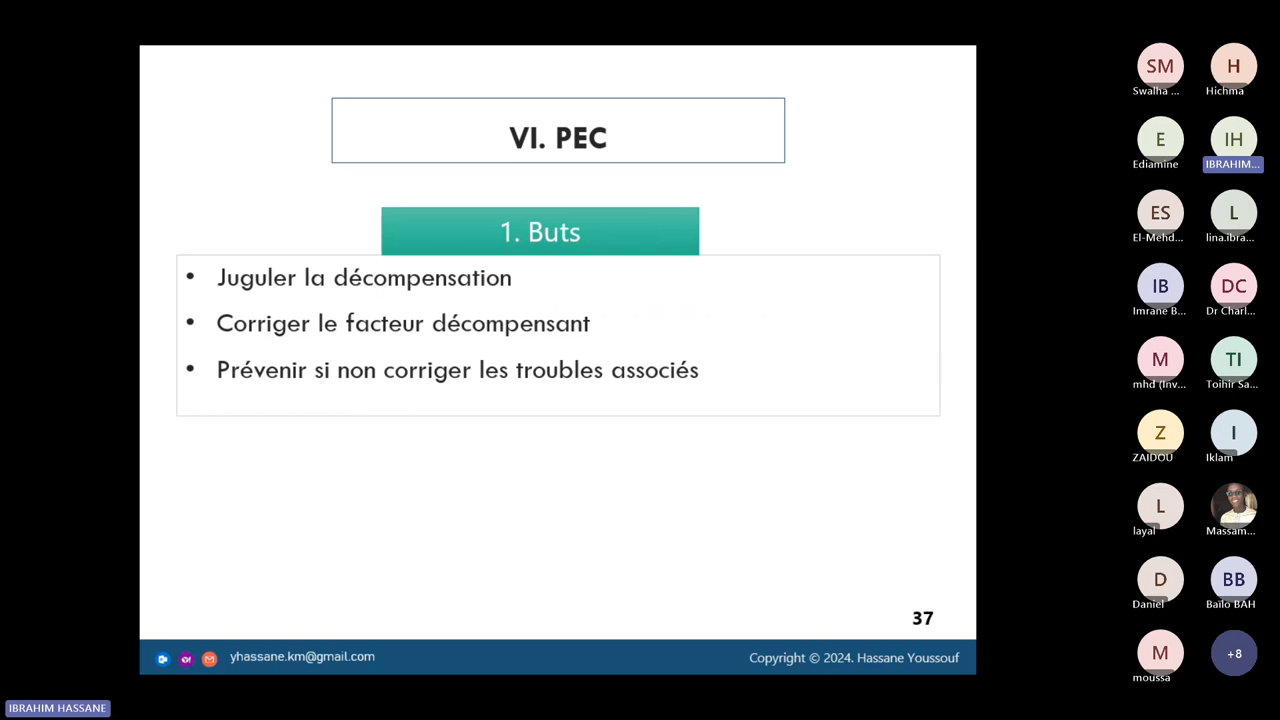 VI. PEC
1. Buts
• Juguler la décompensation
• Corriger le facteur décompensant
• Prévenir si non corriger les troubles associés
37
yhassane.km@gmail.com
Copyright © 2024. Hassane Youssouf
SM
Swalha ...
H
Hichma
E
Ediamine
IH
IBRAHIM...
ES
El-Mehd...
L
lina.ibra...
IB
Imrane B...
DC
Dr Charl...
M
mhd (Inv...
TI
Toihir Sa...
Z
ZAIDOU
I
Iklam
L
layal
Massam...
D
Daniel
BB
Bailo BAH
M
moussa
+8
IBRAHIM HASSANE